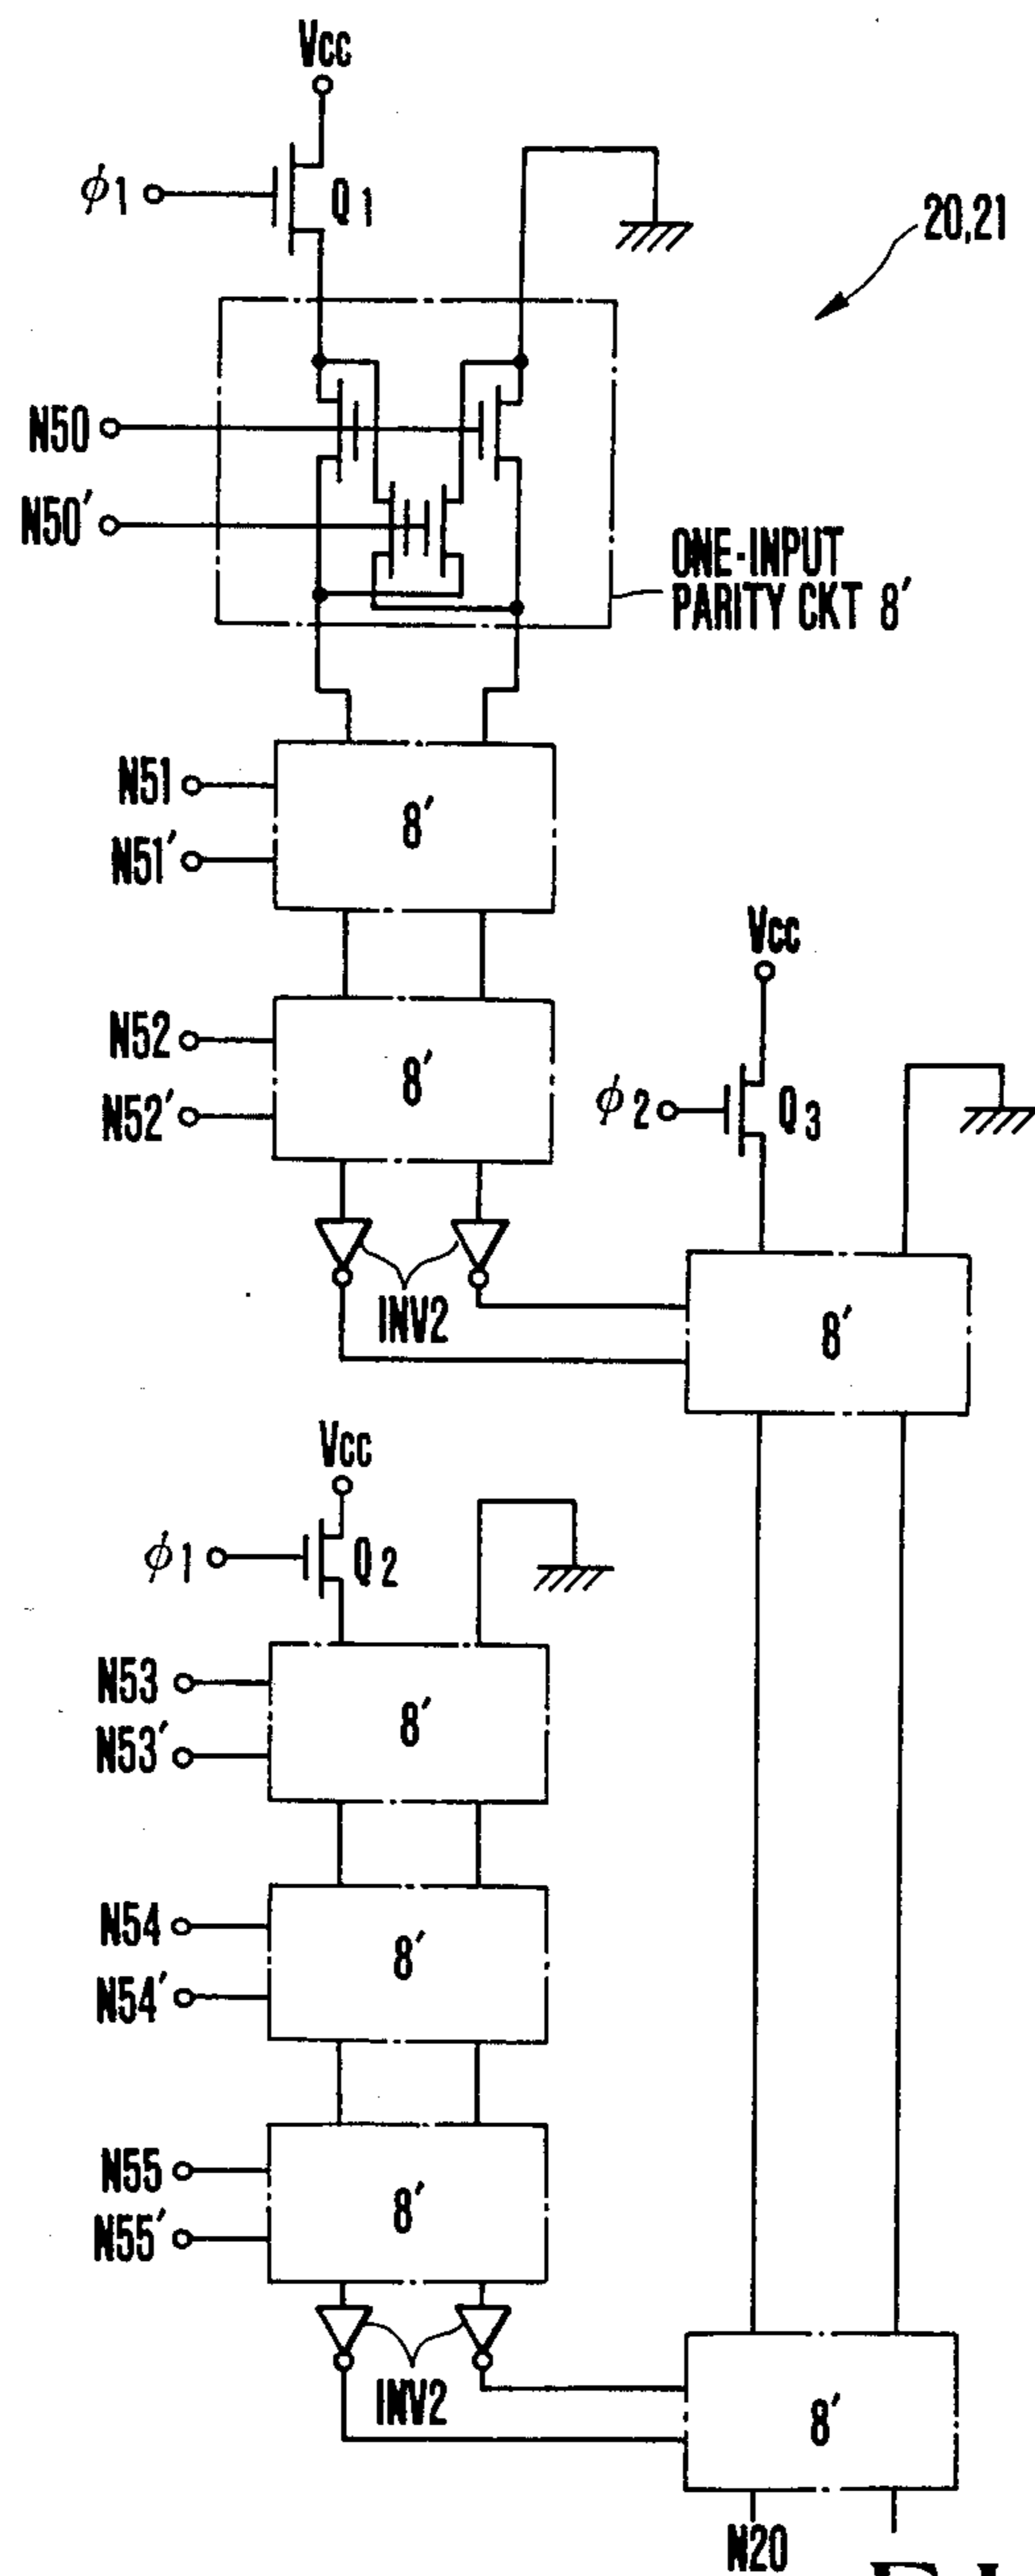 Vcc
φ1
Q1
20,21
N50
N50′
ONE-INPUT
PARITY CKT 8′
N51
8′
N51′
Vcc
N52
8′
N52′
φ2
Q3
INV2
8′
Vcc
φ1
Q2
N53
8′
N53′
N54
8′
N54′
N55
8′
N55′
INV2
8′
N20